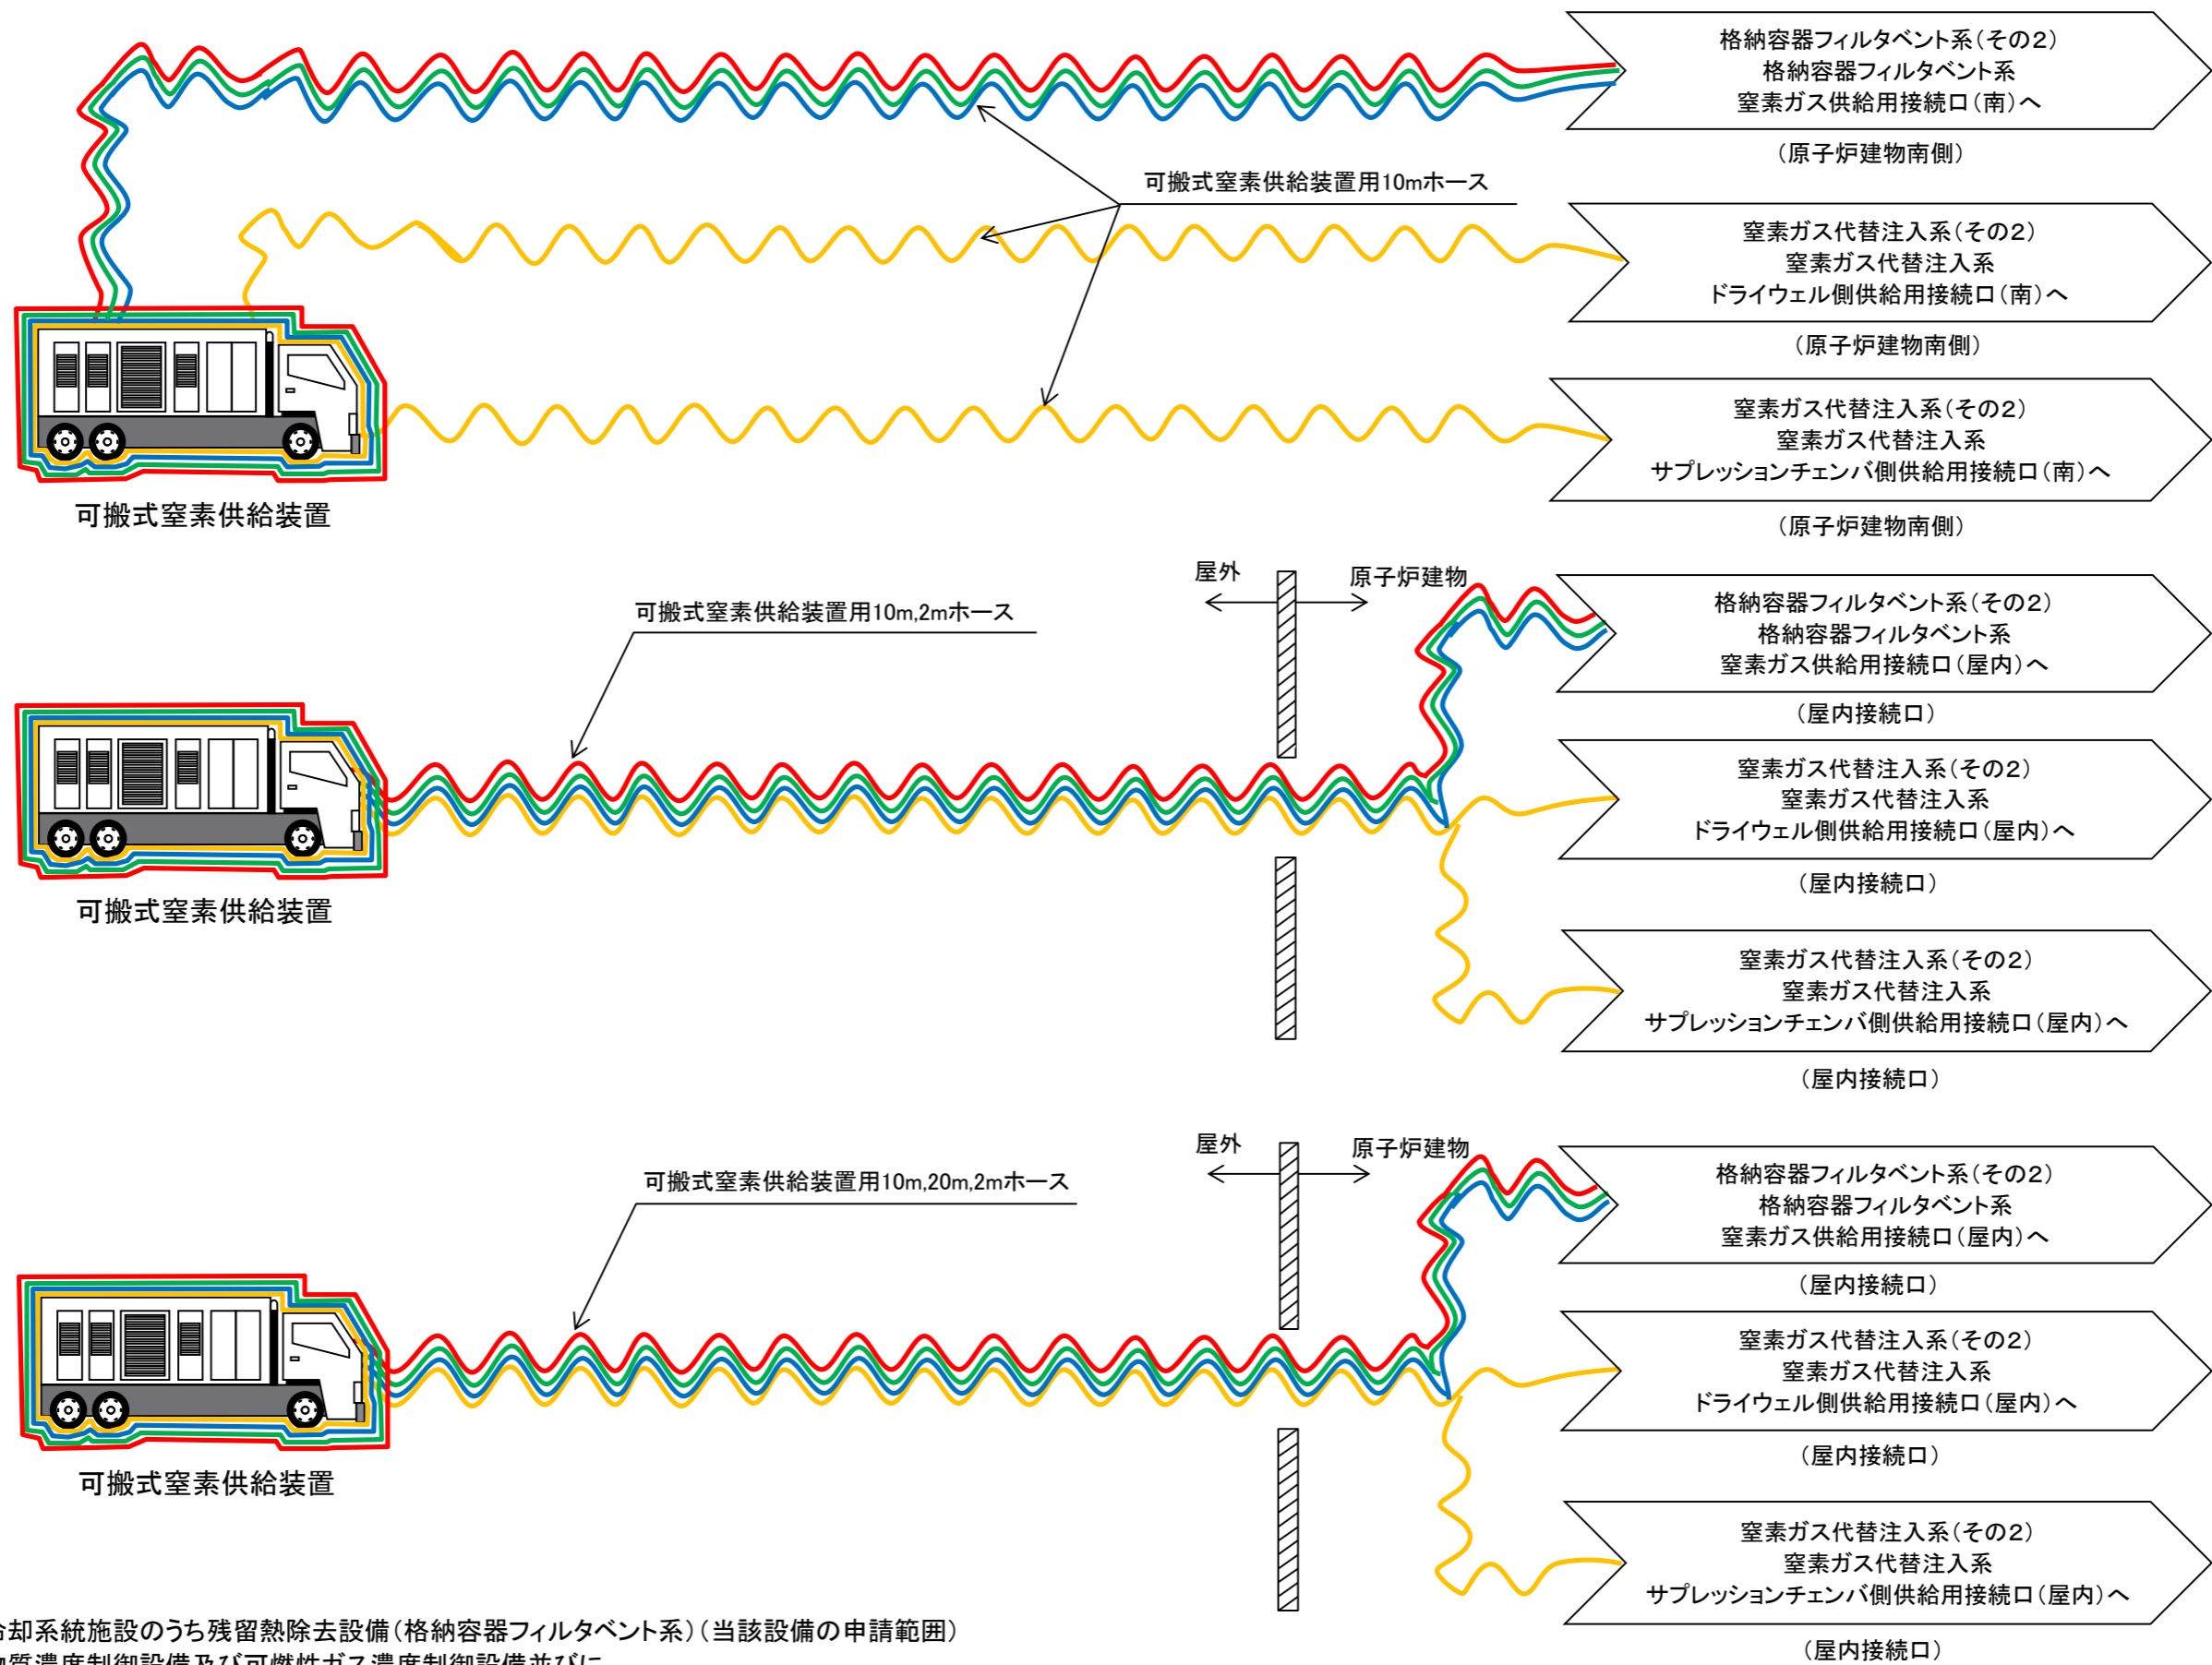 格納容器フィルタベント系(その2)
格納容器フィルタベント系
窒素ガス供給用接続口(南)へ
(原子炉建物南側)
可搬式窒素供給装置用10mホース
窒素ガス代替注入系(その2)
窒素ガス代替注入系
ドライウェル側供給用接続口(南)へ
(原子炉建物南側)
窒素ガス代替注入系(その2)
窒素ガス代替注入系
サプレッションチェンバ側供給用接続口(南)へ
(原子炉建物南側)
可搬式窒素供給装置
屋外
原子炉建物
可搬式窒素供給装置用10m,2mホース
格納容器フィルタベント系(その2)
格納容器フィルタベント系
窒素ガス供給用接続口(屋内)へ
(屋内接続口)
窒素ガス代替注入系(その2)
窒素ガス代替注入系
ドライウェル側供給用接続口(屋内)へ
(屋内接続口)
可搬式窒素供給装置
窒素ガス代替注入系(その2)
窒素ガス代替注入系
サプレッションチェンバ側供給用接続口(屋内)へ
(屋内接続口)
屋外
原子炉建物
可搬式窒素供給装置用10m,20m,2mホース
格納容器フィルタベント系(その2)
格納容器フィルタベント系
窒素ガス供給用接続口(屋内)へ
(屋内接続口)
窒素ガス代替注入系(その2)
窒素ガス代替注入系
ドライウェル側供給用接続口(屋内)へ
(屋内接続口)
可搬式窒素供給装置
窒素ガス代替注入系(その2)
窒素ガス代替注入系
サプレッションチェンバ側供給用接続口(屋内)へ
(屋内接続口)
却系統施設のうち残留熱除去設備(格納容器フィルタベント系)(当該設備の申請範囲)
質濃度制御設備及び可燃性ガス濃度制御設備並びに